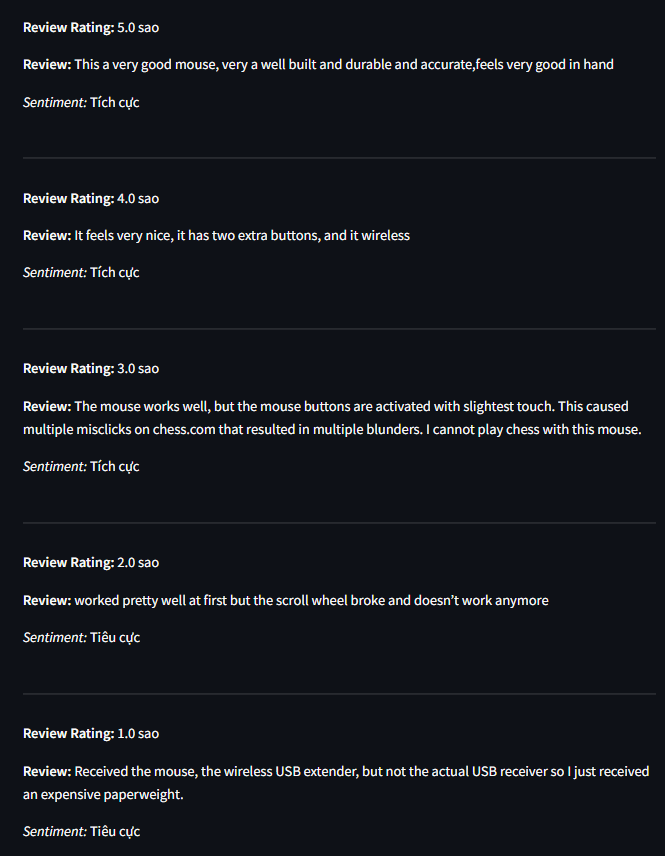 Review Rating: 5.0 sao
Review: This a very good mouse, very a well built and durable and accurate,feels very good in hand
Sentiment: Tích cực
Review Rating: 4.0 sao
Review: It feels very nice, it has two extra buttons, and it wireless
Sentiment: Tích cực
Review Rating: 3.0 sao
Review: The mouse works well, but the mouse buttons are activated with slightest touch. This caused
multiple misclicks on chess.com that resulted in multiple blunders. I cannot play chess with this mouse.
Sentiment: Tích cực
Review Rating: 2.0 sao
Review: worked pretty well at first but the scroll wheel broke and doesn’t work anymore
Sentiment: Tiêu cực
Review Rating: 1.0 sao
Review: Received the mouse, the wireless USB extender, but not the actual USB receiver so I just received
an expensive paperweight.
Sentiment: Tiêu cực